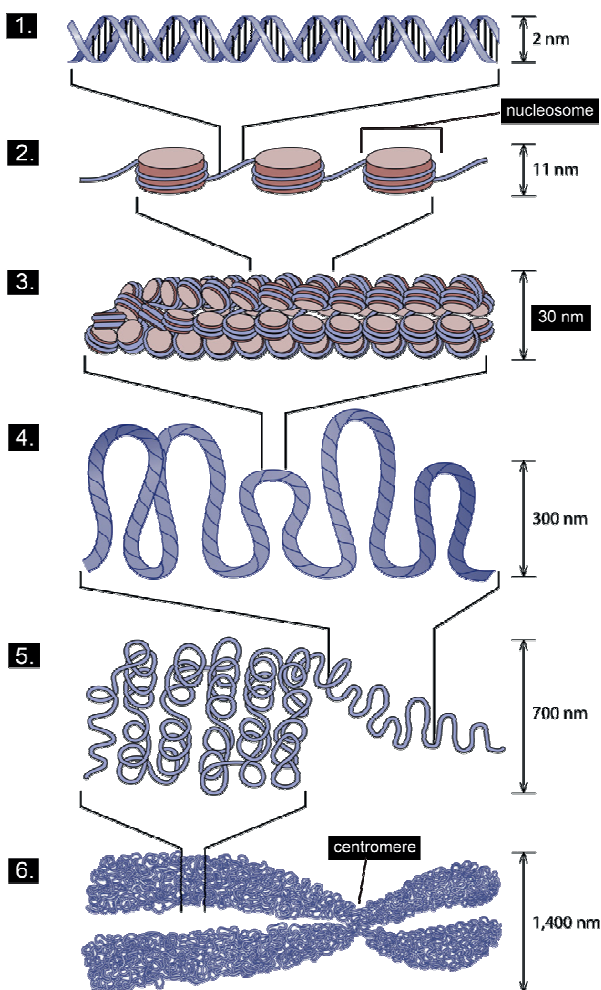 1.
2 nm
nucleosome
2.
11 nm
3.
30 nm
4.
300 nm
5.
700 nm
centromere
6.
1,400 nm